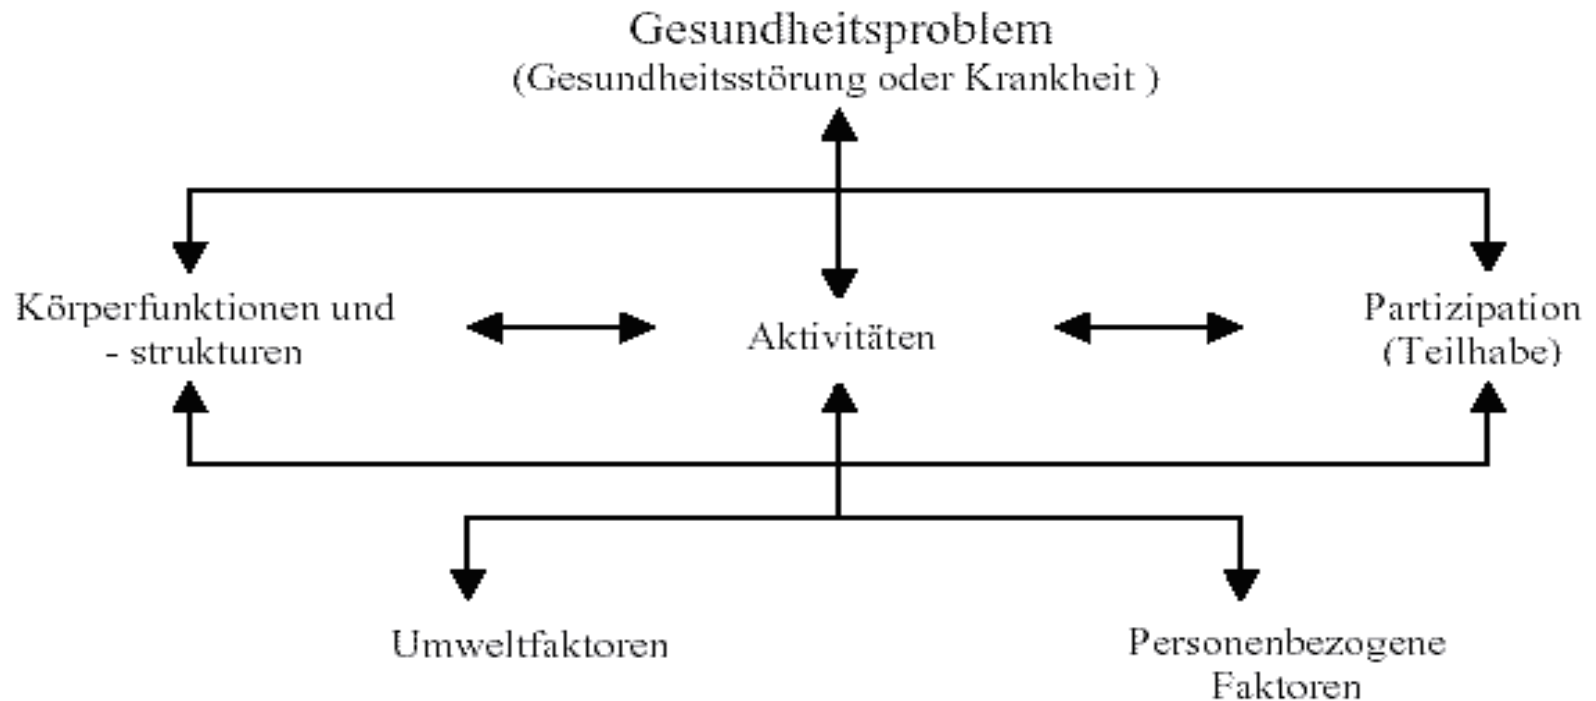 Gesundheitsproblem
(Gesundheitsstörung oder Krankheit )
Körperfunktionen und
- strukturen
Aktivitäten
Partizipation
(Teilhabe)
Umweltfaktoren
Personenbezogene
Faktoren